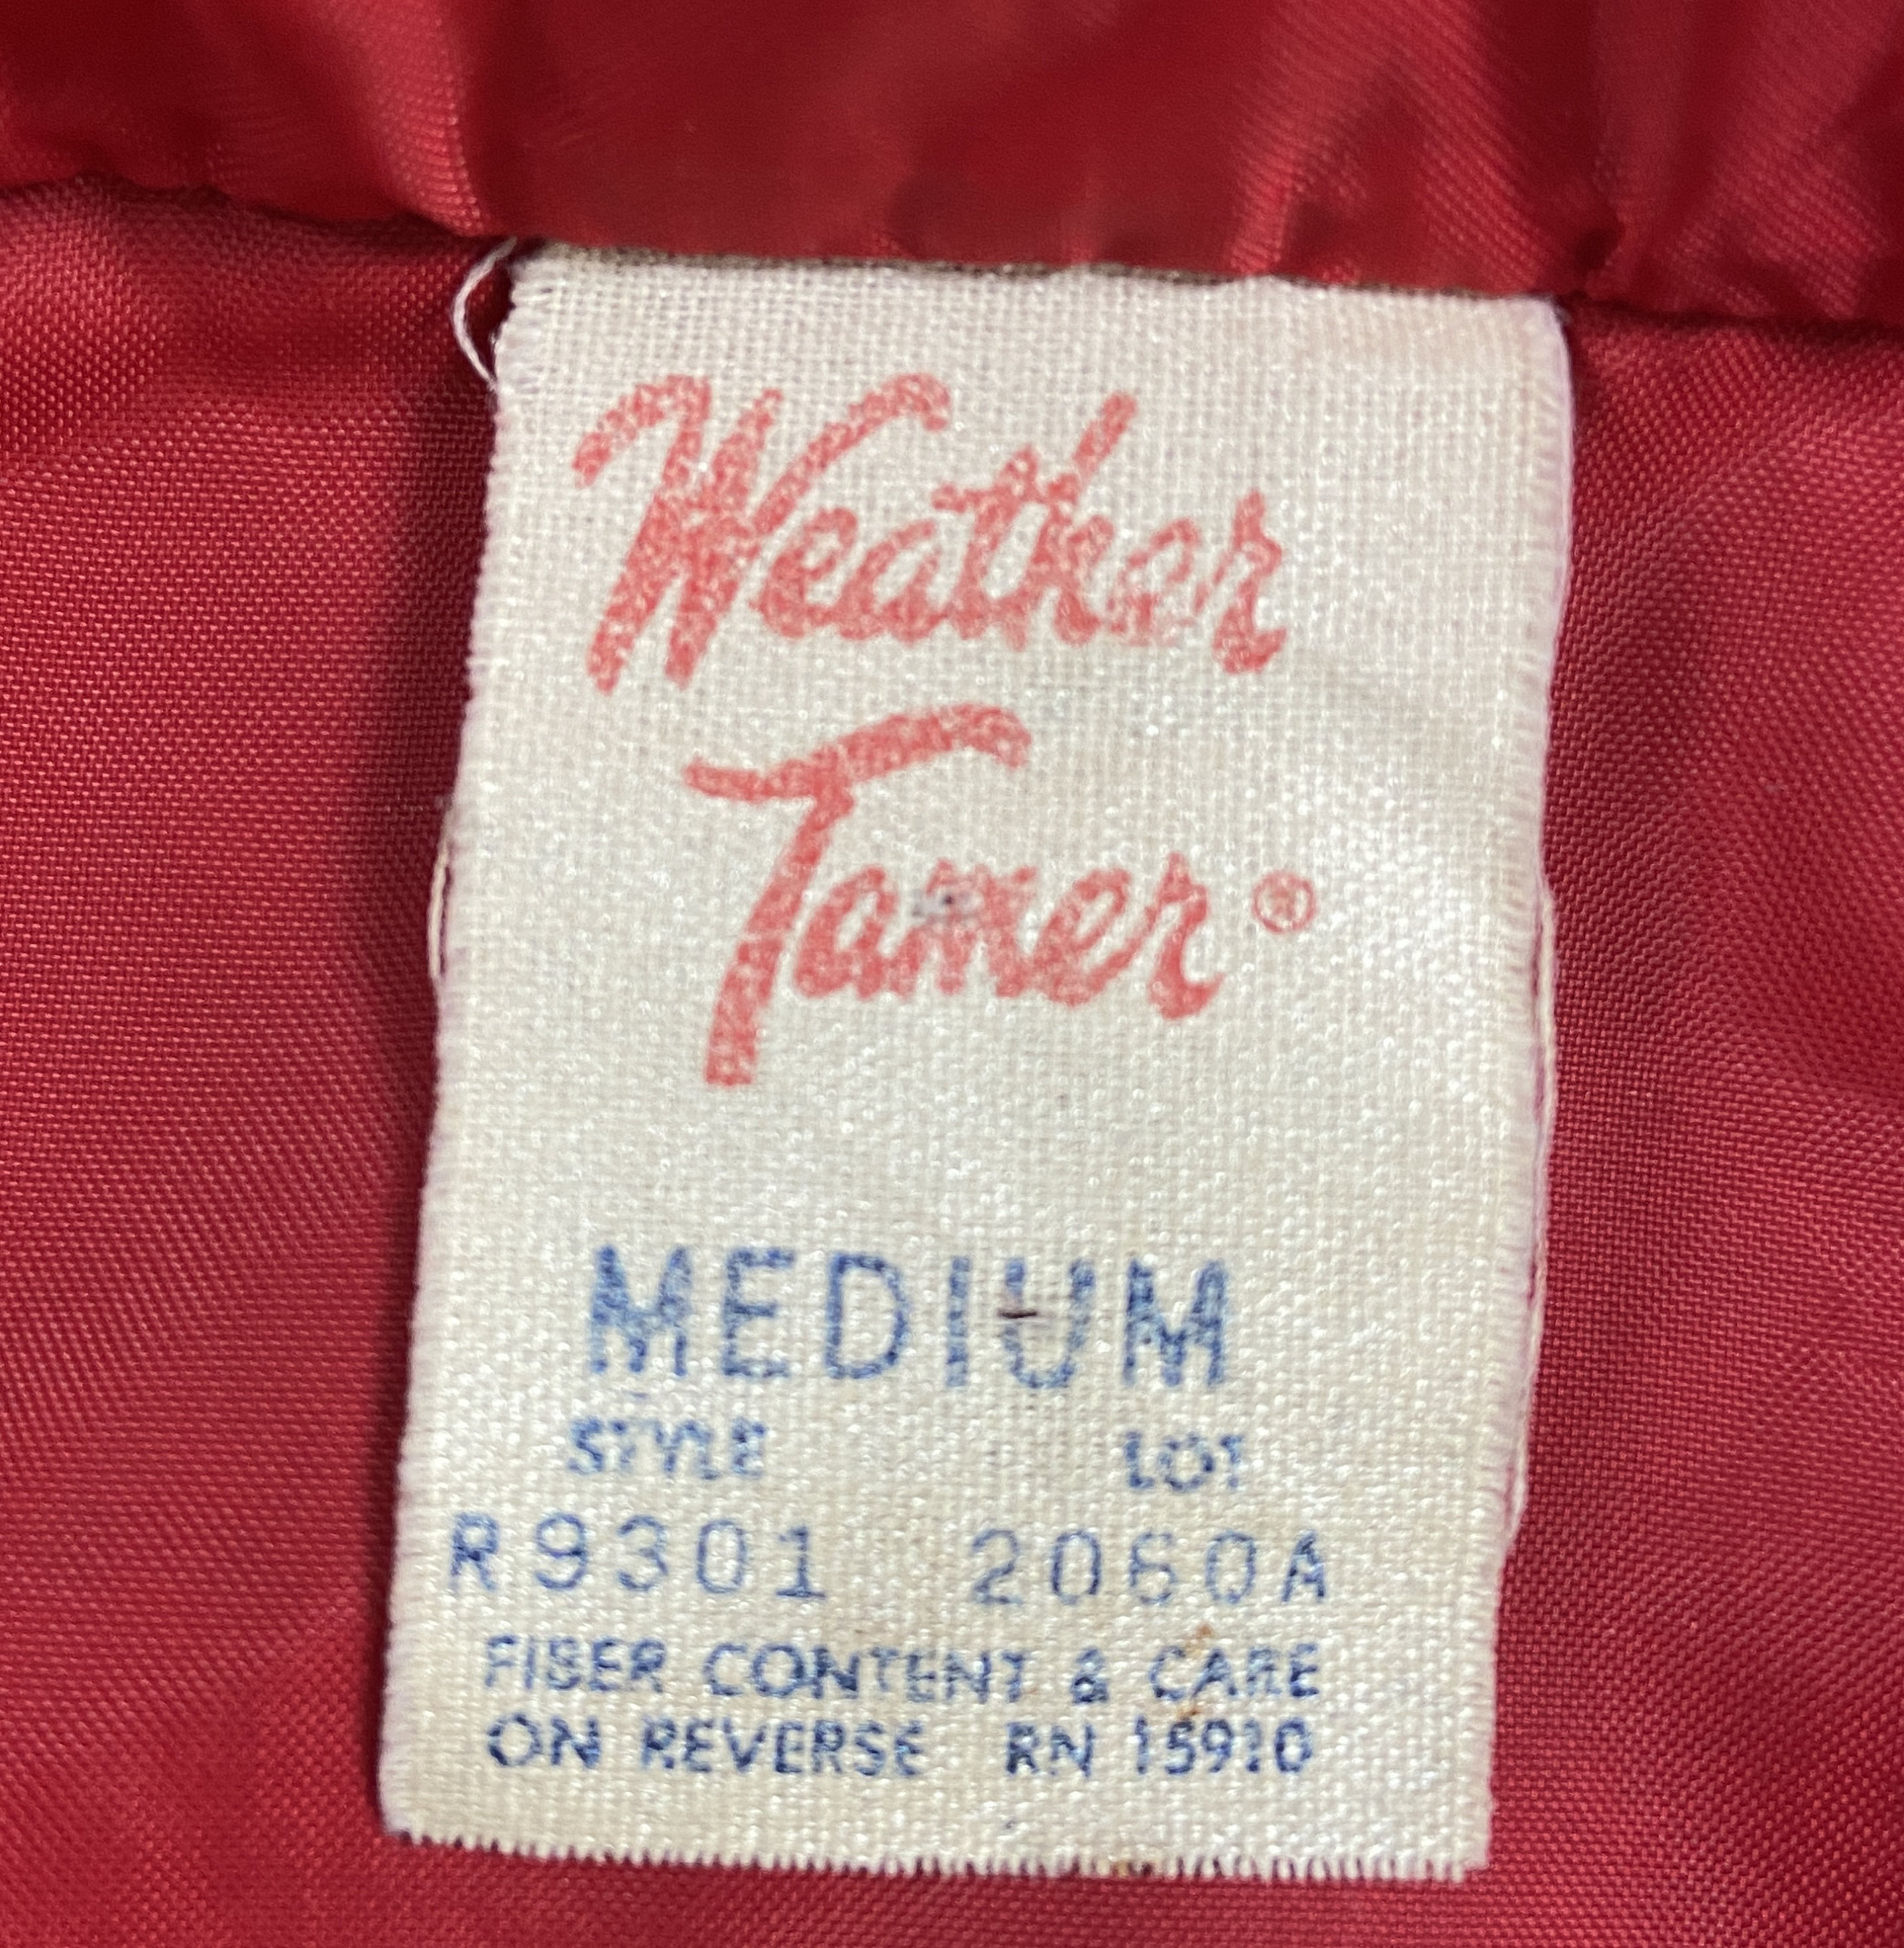 Weather
Tamer®
MEDIUM
STYLE LOT
R9301 2060A
FIBER CONTENT & CARE
ON REVERSE RN 15910